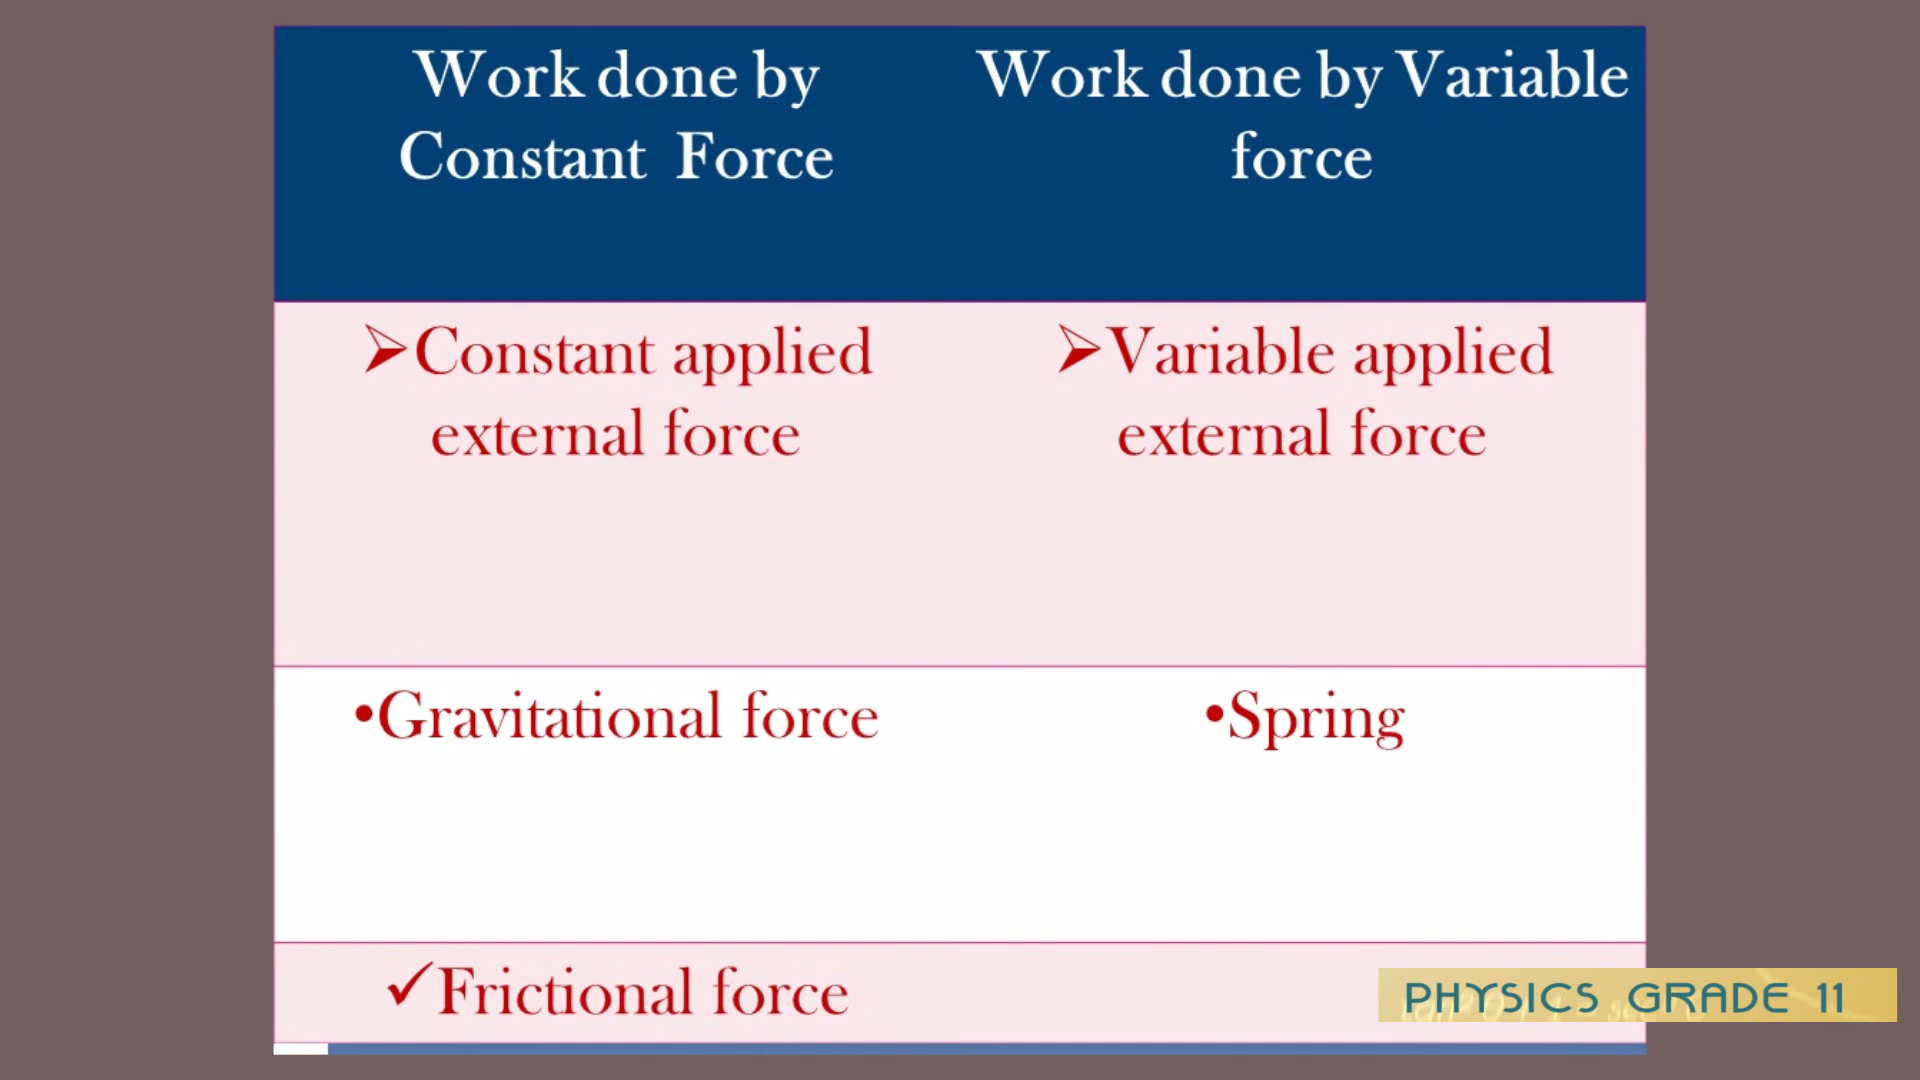 Work done by
Constant Force
Work done by Variable
force
➢Constant applied
external force
➢Variable applied
external force
•Gravitational force
•Spring
✓Frictional force
PHYSICS GRADE 11